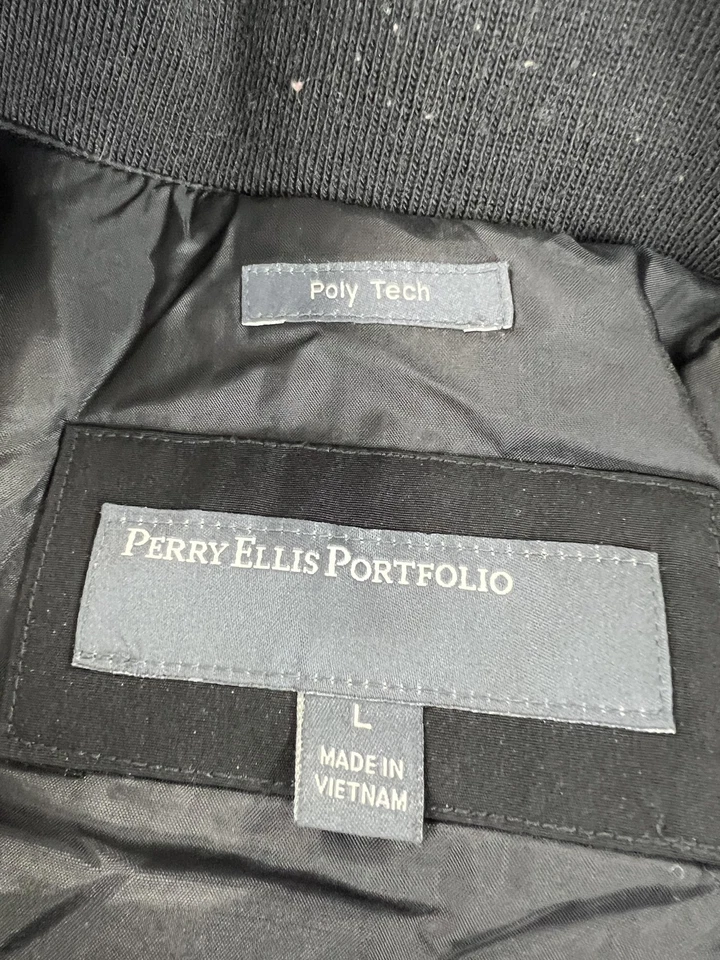 Poly Tech
PERRY ELLIS PORTFOLIO
L
MADE IN
VIETNAM